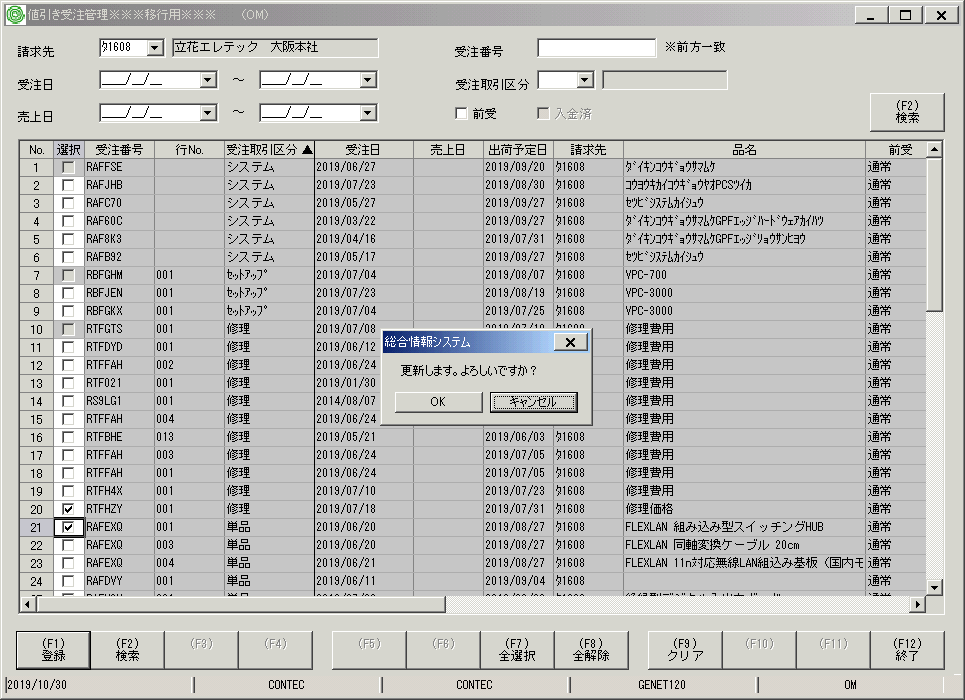 値引き受注管理※※※移行用※※※　　（OM）
請求先 ﾀ1608 立花エレテック　大阪本社 受注番号 ※前方一致
受注日 __/_/_ ～ __/_/_ 受注取引区分
売上日 __/_/_ ～ __/_/_ 前受 入金済 (F2) 検索
No. 選択 受注番号 行No. 受注取引区分▲ 受注日 売上日 出荷予定日 請求先 品名 前受
1 RAFFSE システム 2019/06/27 2019/09/20 ﾀ1608 ﾀﾞｲｷﾝｺｳｷﾞｮｳｻﾏﾑｹ 通常
2 RAFJHB システム 2019/07/23 2019/08/30 ﾀ1608 ｺｳﾖｳｷｶｲｺｳｷﾞｮｳﾔｵPCSﾂｲｶ 通常
3 RAFC70 システム 2019/05/27 2019/09/27 ﾀ1608 ｾﾂﾋﾞｼｽﾃﾑｶｲｼｭｳ 通常
4 RAF60C システム 2019/03/22 2019/09/27 ﾀ1608 ﾀﾞｲｷﾝｺｳｷﾞｮｳｻﾏﾑｹGPFｴｯｼﾞﾊｰﾄﾞｳｪｱｶｲﾊﾂ 通常
5 RAF8K3 システム 2019/04/16 2019/07/31 ﾀ1608 ﾀﾞｲｷﾝｺｳｷﾞｮｳｻﾏﾑｹGPFｴｯｼﾞﾘｮｳｻﾝﾋﾖｳ 通常
6 RAFB92 システム 2019/05/17 2019/09/27 ﾀ1608 ｾﾂﾋﾞｼｽﾃﾑｶｲｼｭｳ 通常
7 RBFGHM 001 ｾｯﾄｱｯﾌﾟ 2019/07/04 2019/08/07 ﾀ1608 VPC-700 通常
8 RBFJEN 001 ｾｯﾄｱｯﾌﾟ 2019/07/23 2019/08/19 ﾀ1608 VPC-3000 通常
9 RBFGKX 001 ｾｯﾄｱｯﾌﾟ 2019/07/04 2019/07/25 ﾀ1608 VPC-3000 通常
10 RTFGTS 001 修理 2019/07/08 修理費用 通常
11 RTFDYD 001 修理 2019/06/12 修理費用 通常
12 RTFFAH 002 修理 2019/06/24 修理費用 通常
13 RTF021 001 修理 2019/01/30 修理費用 通常
14 RS9LG1 001 修理 2014/08/07 修理費用 通常
15 RTFFAH 004 修理 2019/06/24 修理費用 通常
総合情報システム
更新します。よろしいですか？
OK キャンセル
16 RTFBHE 013 修理 2019/05/21 2019/06/03 ﾀ1608 修理費用 通常
17 RTFFAH 003 修理 2019/06/24 2019/07/05 ﾀ1608 修理費用 通常
18 RTFFAH 001 修理 2019/06/24 2019/07/05 ﾀ1608 修理費用 通常
19 RTFH4X 001 修理 2019/07/10 2019/07/23 ﾀ1608 修理費用 通常
20 RTFHZY 001 修理 2019/07/18 2019/07/31 ﾀ1608 修理価格 通常
21 RAFEXQ 001 単品 2019/06/20 2019/08/27 ﾀ1608 FLEXLAN 組み込み型スイッチングHUB 通常
22 RAFEXQ 003 単品 2019/06/20 2019/08/27 ﾀ1608 FLEXLAN 同軸変換ケーブル 20cm 通常
23 RAFEXQ 004 単品 2019/06/21 2019/08/27 ﾀ1608 FLEXLAN 11n対応無線LAN組込み基板（国内モ 通常
24 RAFDVY 001 単品 2019/06/11 2019/09/04 ﾀ1608 通常
(F1) 登録 (F2) 検索 (F3) (F4) (F5) (F6) (F7) 全選択 (F8) 全解除 (F9) クリア (F10) (F11) (F12) 終了
2019/10/30 CONTEC CONTEC GENET120 OM